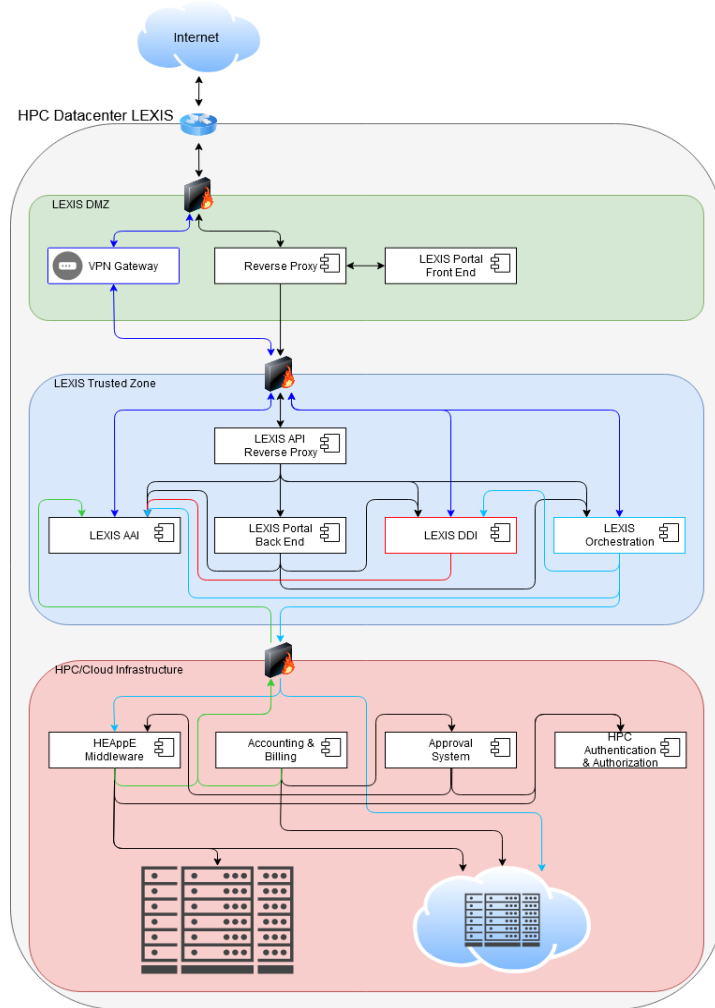 Internet
HPC Datacenter LEXIS
LEXIS DMZ
VPN Gateway
Reverse Proxy
LEXIS Portal
Front End
LEXIS Trusted Zone
LEXIS API
Reverse Proxy
LEXIS AAI
LEXIS Portal
Back End
LEXIS DDI
LEXIS
Orchestration
HPC/Cloud Infrastructure
HEAppE
Middleware
Accounting &
Billing
Approval
System
HPC
Authentication
& Authorization